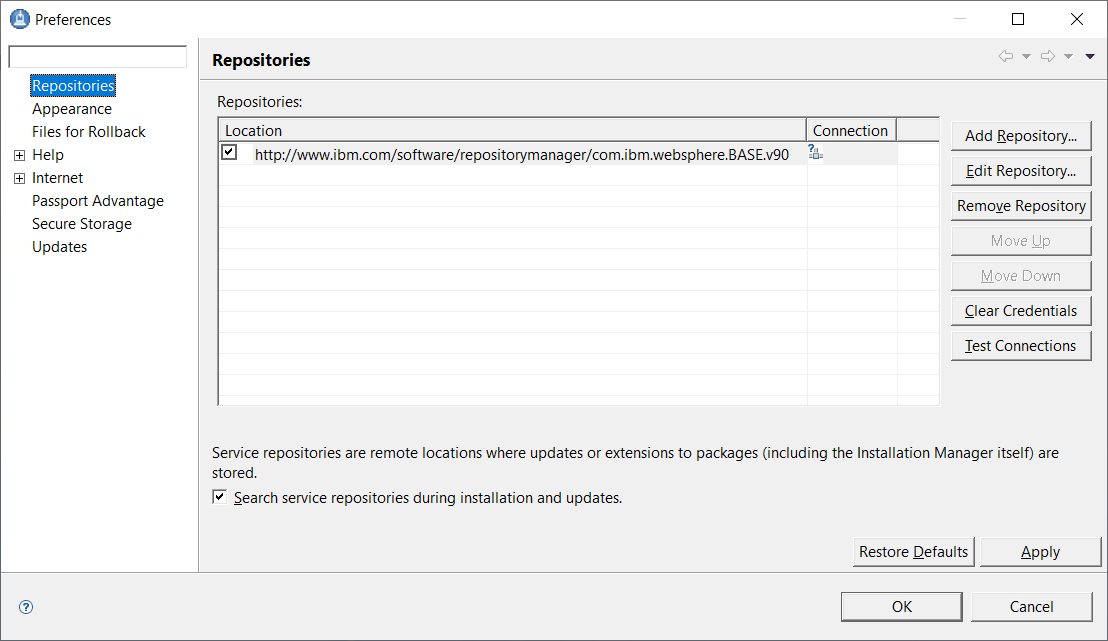 Preferences
Repositories
Appearance
Files for Rollback
Help
Internet
Passport Advantage
Secure Storage
Updates
Repositories
Repositories:
Location
Connection
http://www.ibm.com/software/repositorymanager/com.ibm.websphere.BASE.v90
Add Repository...
Edit Repository...
Remove Repository
Move Up
Move Down
Clear Credentials
Test Connections
Service repositories are remote locations where updates or extensions to packages (including the Installation Manager itself) are
stored.
Search service repositories during installation and updates.
Restore Defaults
Apply
?
OK
Cancel